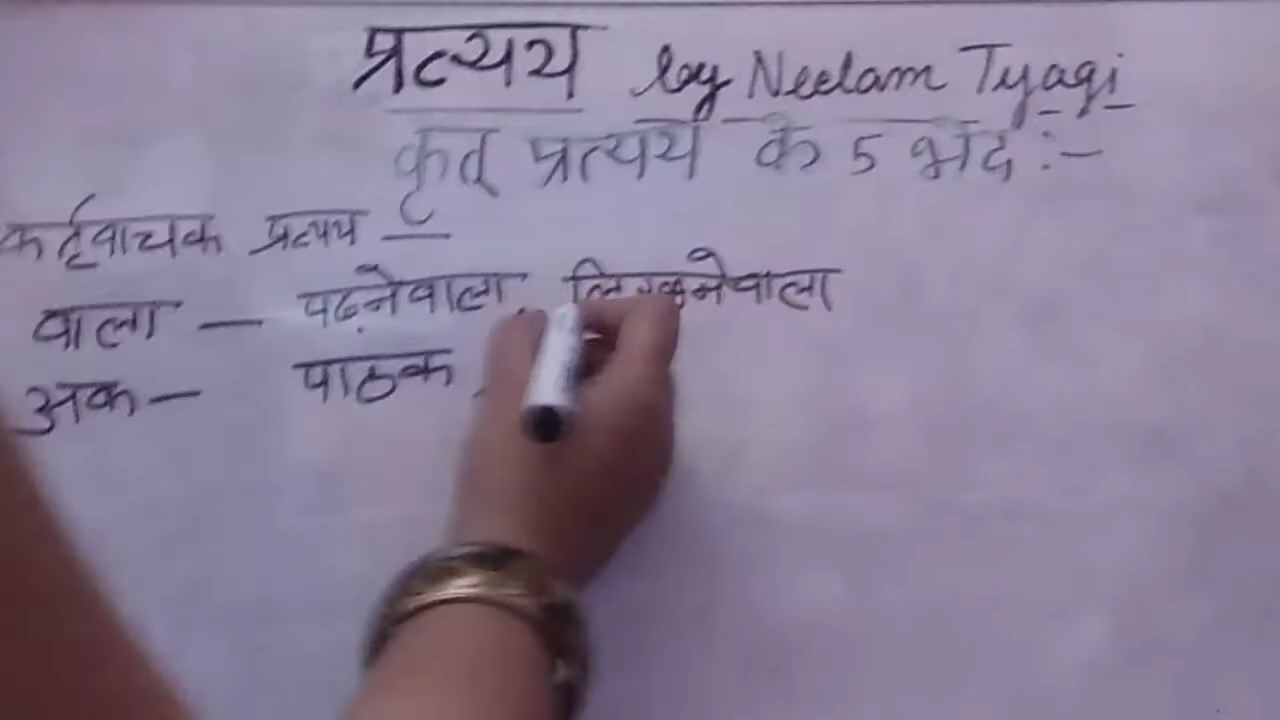 प्रत्यय by Neelam Tyagi
कृत् प्रत्यय के 5 भेद :-
कर्तृवाचक प्रत्यय —
वाला — पढ़नेवाला, लिखनेवाला
अक — पाठक,